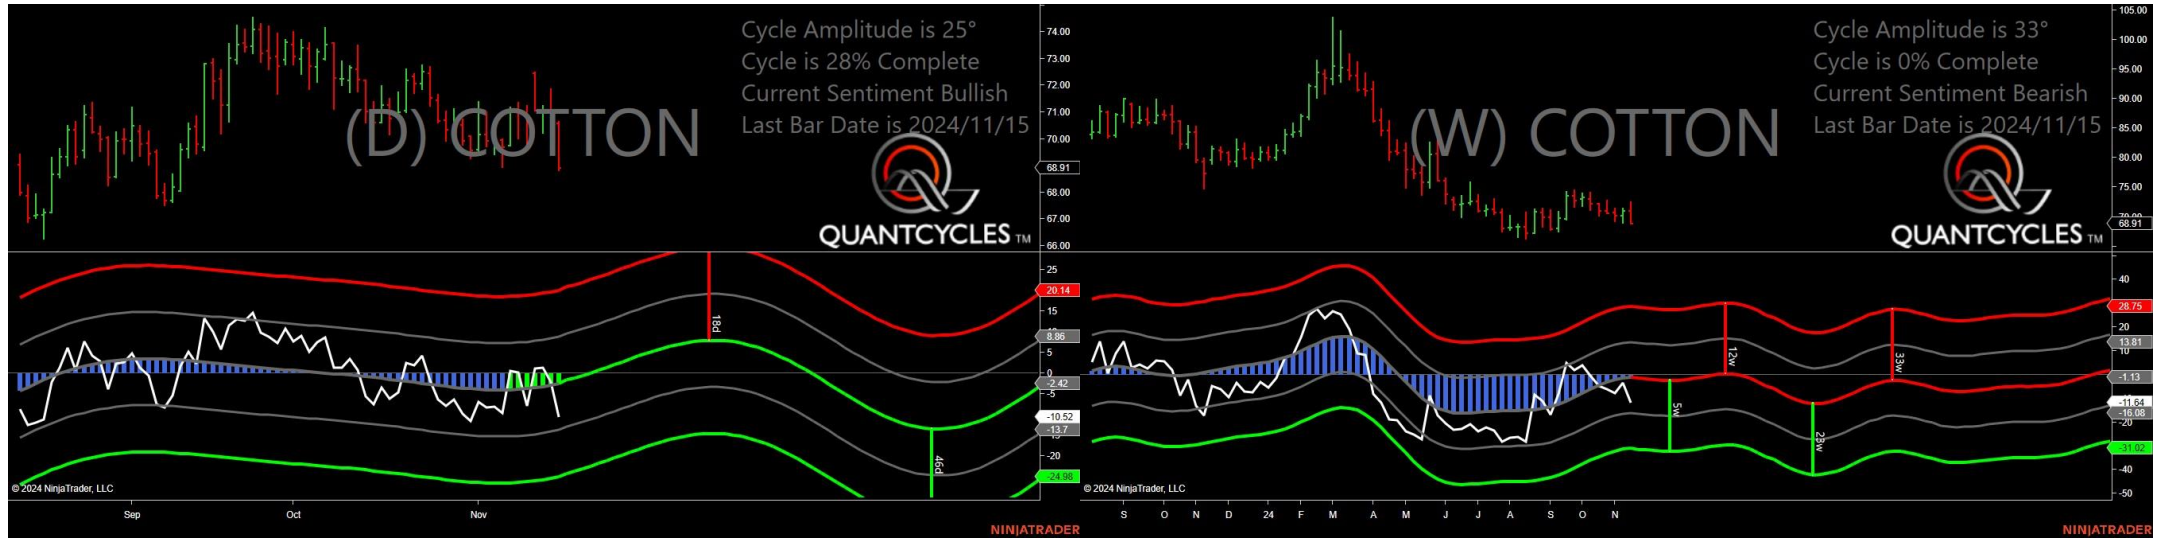 Cycle Amplitude is 25°
Cycle is 28% Complete
Current Sentiment Bullish
Last Bar Date is 2024/11/15
(D) COTTON
QUANTCYCLES TM
74.00
73.00
72.00
71.00
70.00
68.91
68.00
67.00
66.00
25
20.14
15
8.86
5
0
-2.42
-5
-10.52
-13.7
-20
-24.98
18d
46d
© 2024 NinjaTrader, LLC
Sep
Oct
Nov
NINJATRADER
Cycle Amplitude is 33°
Cycle is 0% Complete
Current Sentiment Bearish
Last Bar Date is 2024/11/15
(W) COTTON
QUANTCYCLES TM
105.00
100.00
95.00
90.00
85.00
80.00
75.00
70.00
68.91
40
28.75
20
13.81
10
-1.13
-11.64
-16.08
-20
-31.02
-40
-50
5w
12w
23w
33w
© 2024 NinjaTrader, LLC
S O N D 24 F M A M J J A S O N
NINJATRADER